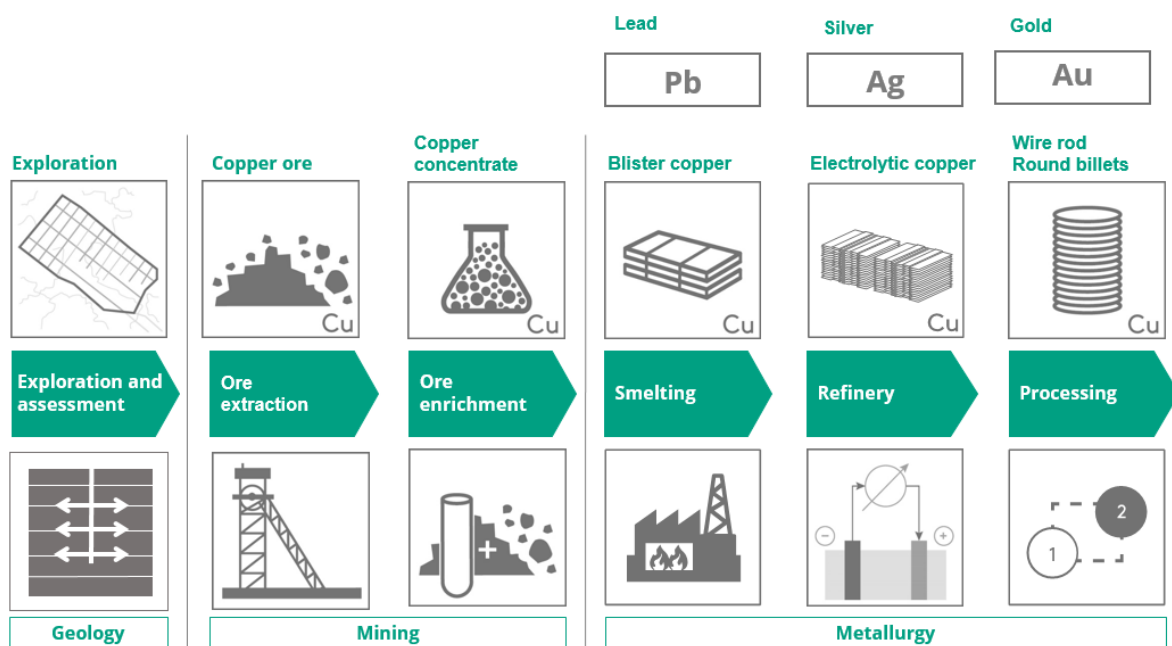 Lead
Silver
Gold
Pb
Ag
Au
Exploration
Copper ore
Copper
concentrate
Blister copper
Electrolytic copper
Wire rod
Round billets
Cu
Cu
Cu
Cu
Cu
Exploration and
assessment
Ore
extraction
Ore
enrichment
Smelting
Refinery
Processing
+
−
+
1
2
Geology
Mining
Metallurgy